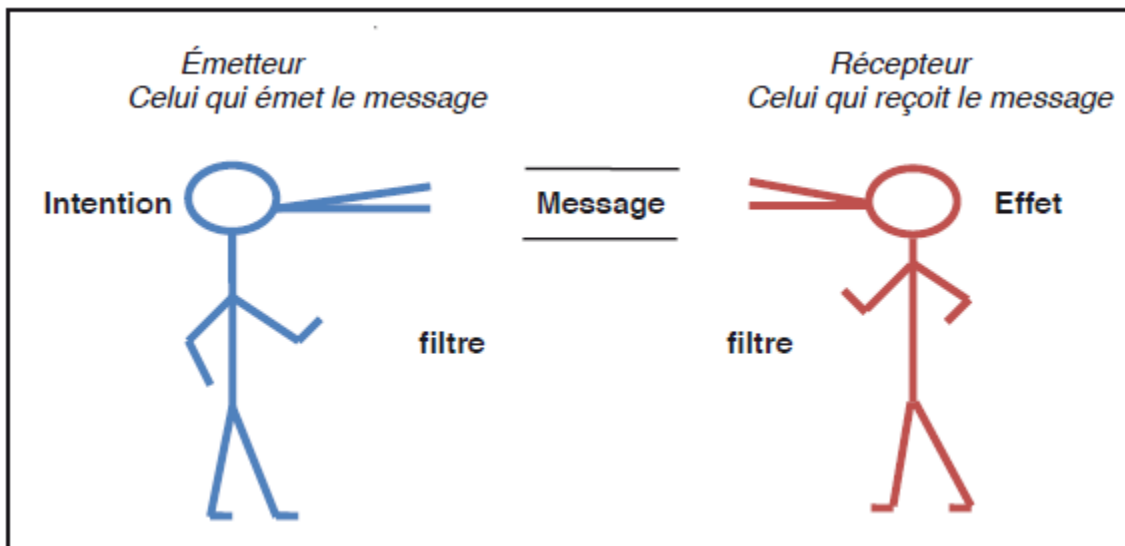 Émetteur
Celui qui émet le message
Récepteur
Celui qui reçoit le message
Intention
Message
Effet
filtre
filtre